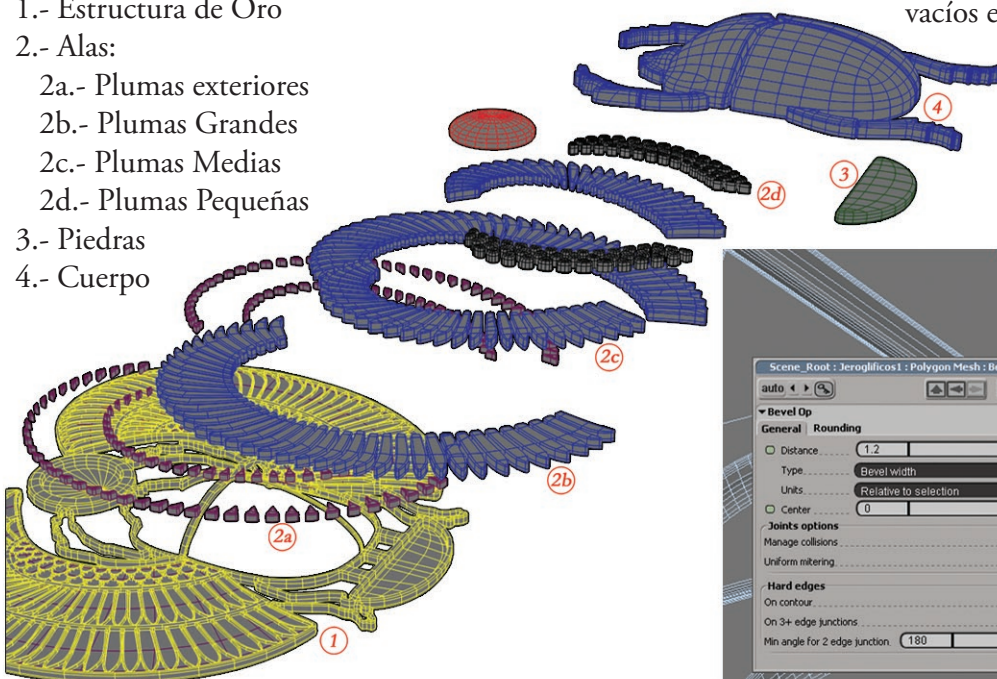 1.- Estructura de Oro
2.- Alas:
2a.- Plumas exteriores
2b.- Plumas Grandes
2c.- Plumas Medias
2d.- Plumas Pequeñas
3.- Piedras
4.- Cuerpo
vacíos
4
3
2d
2c
2b
2a
1
Scene_Root : Jeroglificos1 : Polygon Mesh :
auto
Bevel Op
General Rounding
Distance 1.2
Type Bevel width
Units Relative to selection
Center 0
Joints options
Manage collisions
Uniform mitering
Hard edges
On contour
On 3+ edge junctions
Min angle for 2 edge junction. 180